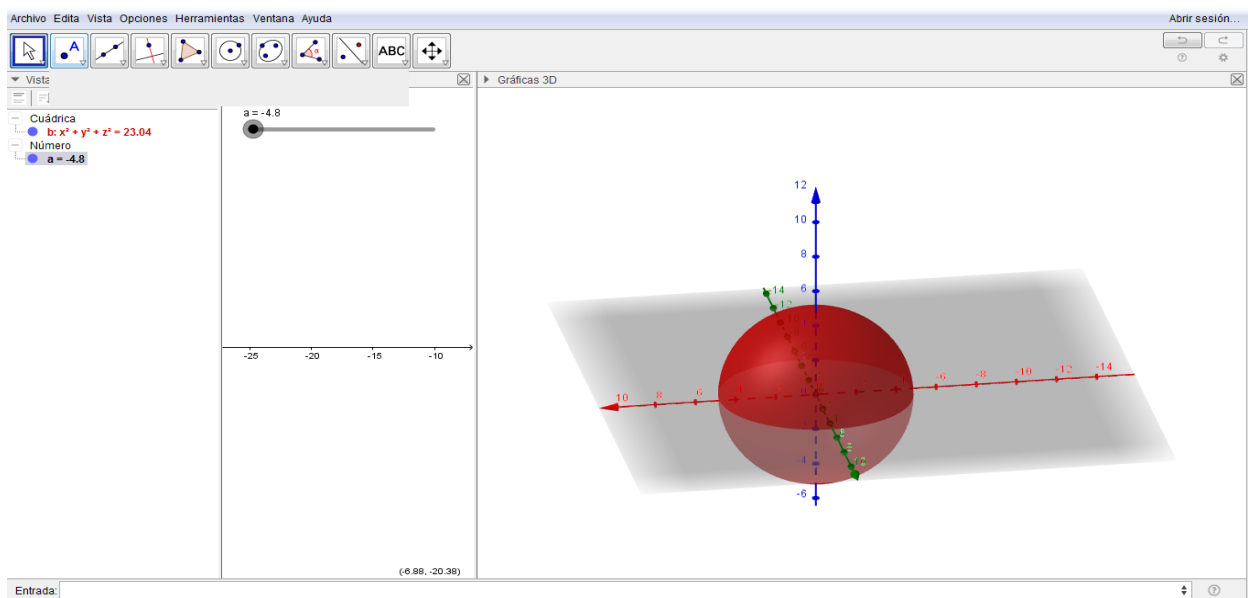 Archivo Edita Vista Opciones Herramientas Ventana Ayuda
Abrir sesión...
A
α
ABC
Vista
Gráficas 3D
Cuádrica
b: x² + y² + z² = 23.04
Número
a = -4.8
a = -4.8
-25 -20 -15 -10
(-6.88, -20.38)
12
10
8
6
-4
-6
10 8 6
-6 -8 -10 -12 -14
-14
-12
Entrada: